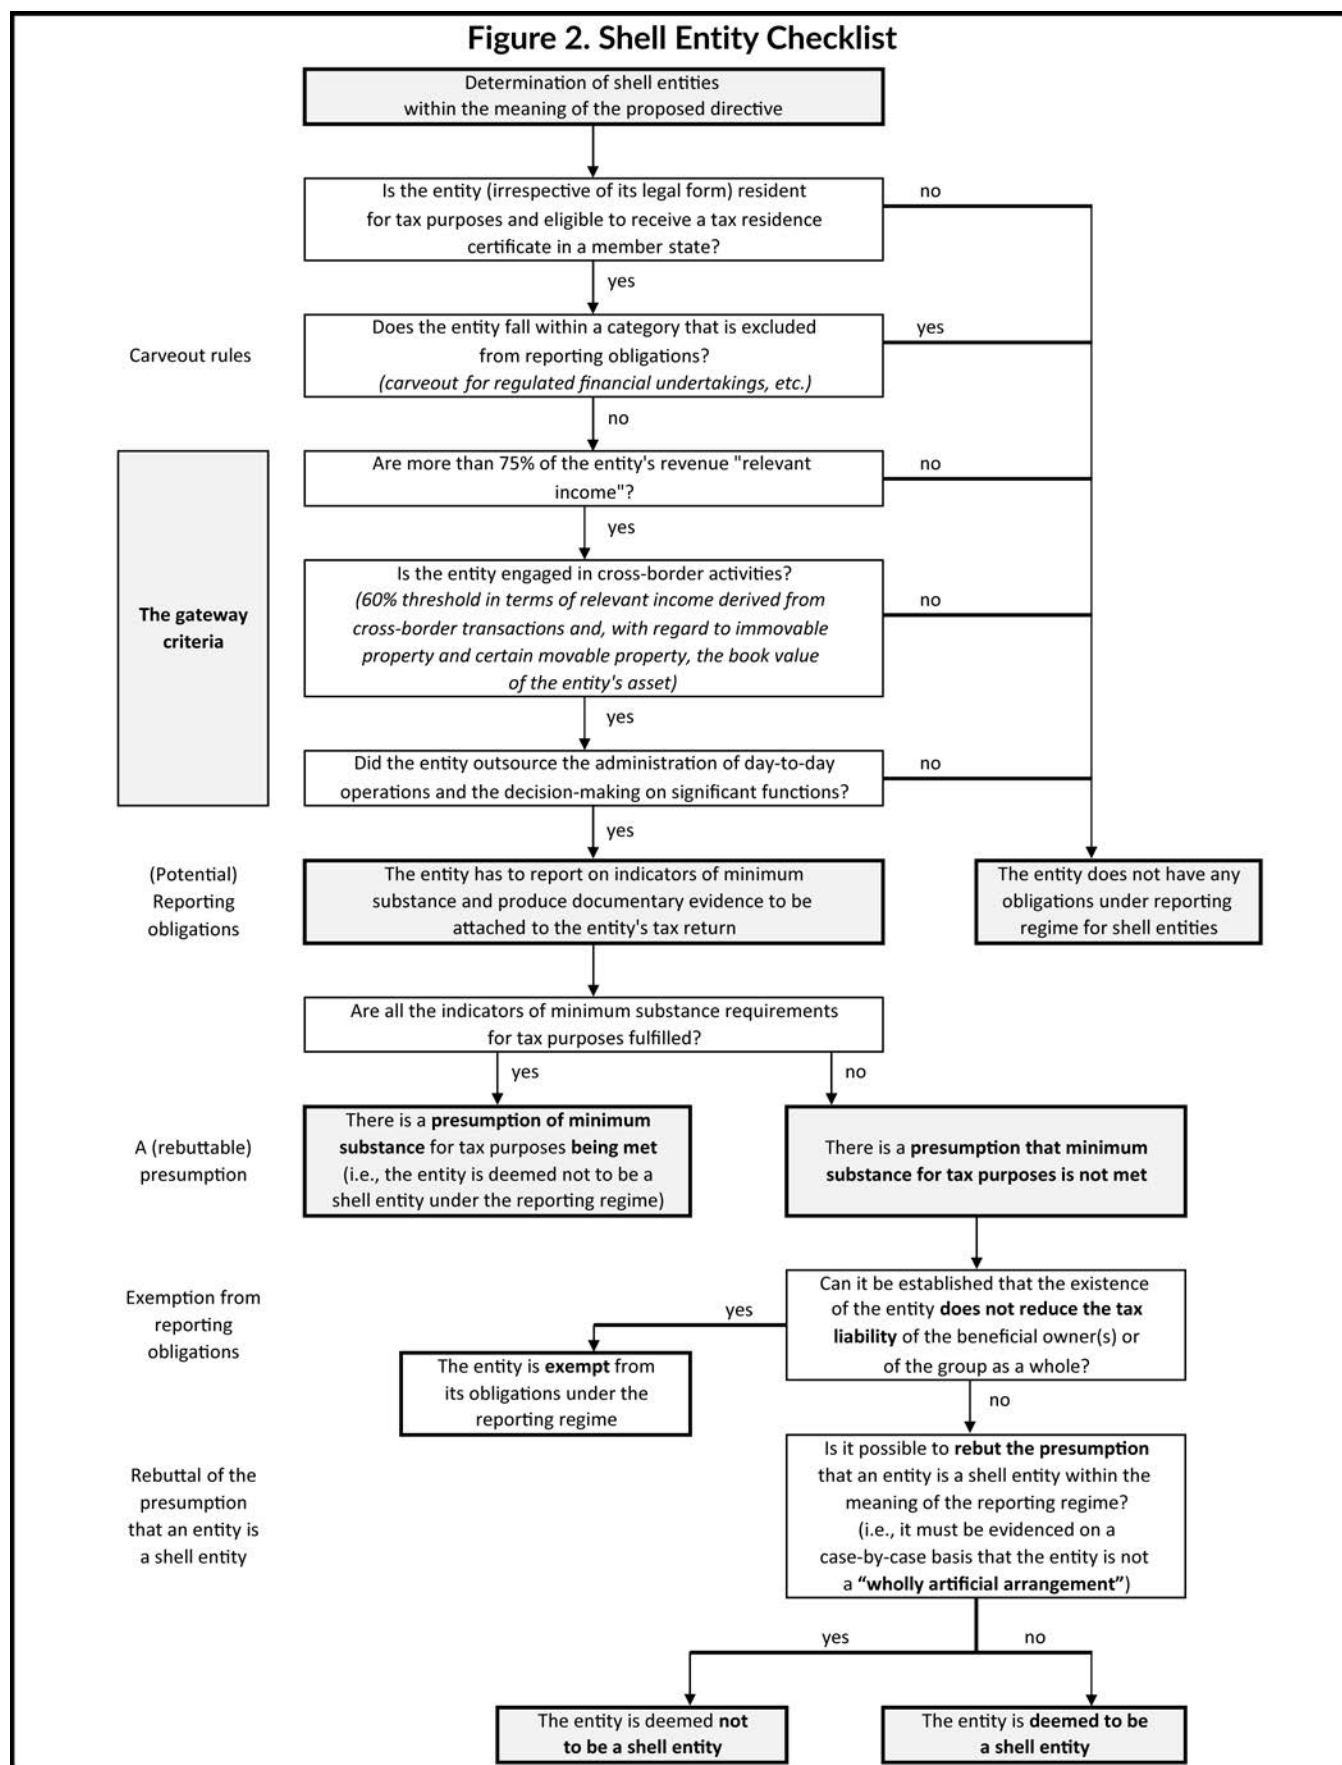 Figure 2. Shell Entity Checklist
Determination of shell entities
within the meaning of the proposed directive
Is the entity (irrespective of its legal form) resident
for tax purposes and eligible to receive a tax residence
certificate in a member state?
no
yes
Carveout rules
Does the entity fall within a category that is excluded
from reporting obligations?
(carveout for regulated financial undertakings, etc.)
yes
no
The gateway
criteria
Are more than 75% of the entity's revenue "relevant
income"?
no
yes
Is the entity engaged in cross-border activities?
(60% threshold in terms of relevant income derived from
cross-border transactions and, with regard to immovable
property and certain movable property, the book value
of the entity's asset)
no
yes
Did the entity outsource the administration of day-to-day
operations and the decision-making on significant functions?
no
yes
(Potential)
Reporting
obligations
The entity has to report on indicators of minimum
substance and produce documentary evidence to be
attached to the entity's tax return
The entity does not have any
obligations under reporting
regime for shell entities
Are all the indicators of minimum substance requirements
for tax purposes fulfilled?
yes
no
A (rebuttable)
presumption
There is a presumption of minimum
substance for tax purposes being met
(i.e., the entity is deemed not to be a
shell entity under the reporting regime)
There is a presumption that minimum
substance for tax purposes is not met
Exemption from
reporting
obligations
Can it be established that the existence
of the entity does not reduce the tax
liability of the beneficial owner(s) or
of the group as a whole?
yes
The entity is exempt from
its obligations under the
reporting regime
no
Rebuttal of the
presumption
that an entity is
a shell entity
Is it possible to rebut the presumption
that an entity is a shell entity within the
meaning of the reporting regime?
(i.e., it must be evidenced on a
case-by-case basis that the entity is not
a “wholly artificial arrangement”)
yes
no
The entity is deemed not
to be a shell entity
The entity is deemed to be
a shell entity